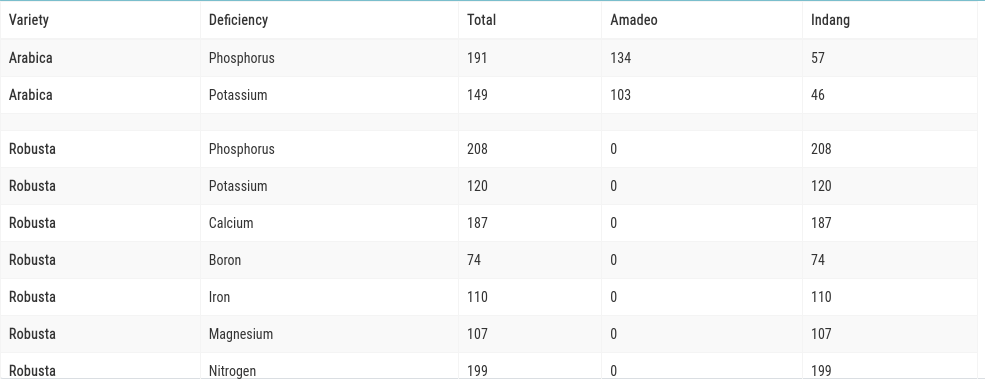 Variety Deficiency Total Amadeo Indang
Arabica Phosphorus 191 134 57
Arabica Potassium 149 103 46
Robusta Phosphorus 208 0 208
Robusta Potassium 120 0 120
Robusta Calcium 187 0 187
Robusta Boron 74 0 74
Robusta Iron 110 0 110
Robusta Magnesium 107 0 107
Robusta Nitrogen 199 0 199